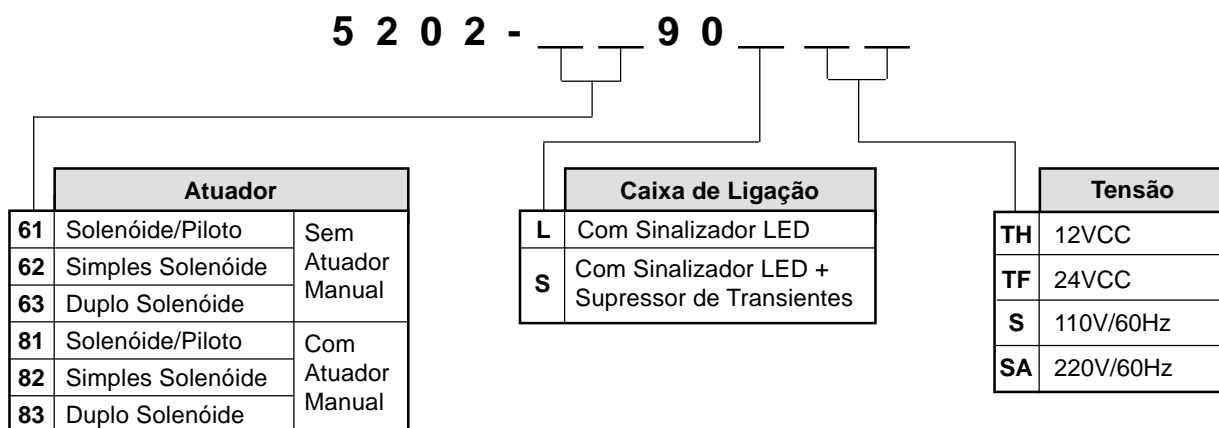 5 2 0 2 - _ _ 9 0 _ _ _
Atuador
61 Solenóide/Piloto
62 Simples Solenóide
63 Duplo Solenóide
Sem
Atuador
Manual
81 Solenóide/Piloto
82 Simples Solenóide
83 Duplo Solenóide
Com
Atuador
Manual
Caixa de Ligação
L Com Sinalizador LED
S Com Sinalizador LED +
Supressor de Transientes
Tensão
TH 12VCC
TF 24VCC
S 110V/60Hz
SA 220V/60Hz